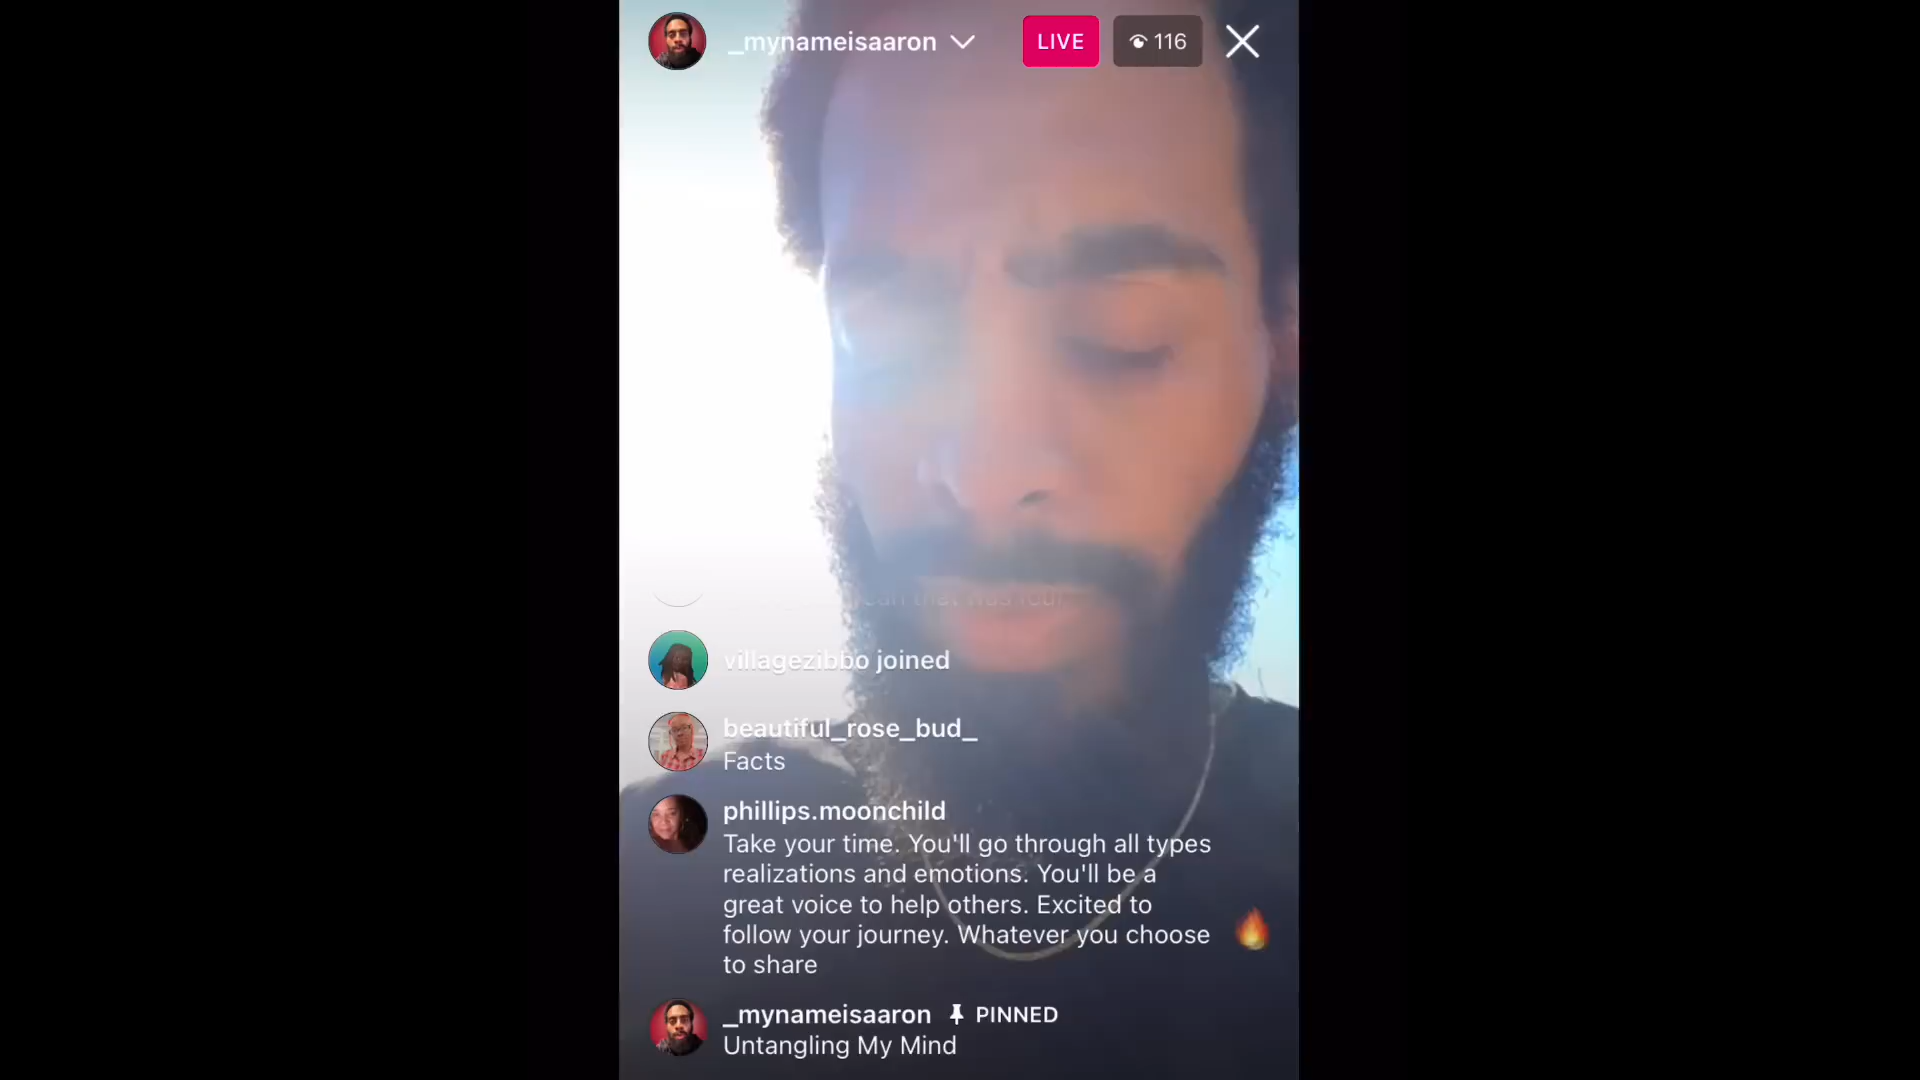 _mynameisaaron
LIVE
116
villagezibbo joined
beautiful_rose_bud_
Facts
phillips.moonchild
Take your time. You'll go through all types
realizations and emotions. You'll be a
great voice to help others. Excited to
follow your journey. Whatever you choose
to share
_mynameisaaron PINNED
Untangling My Mind